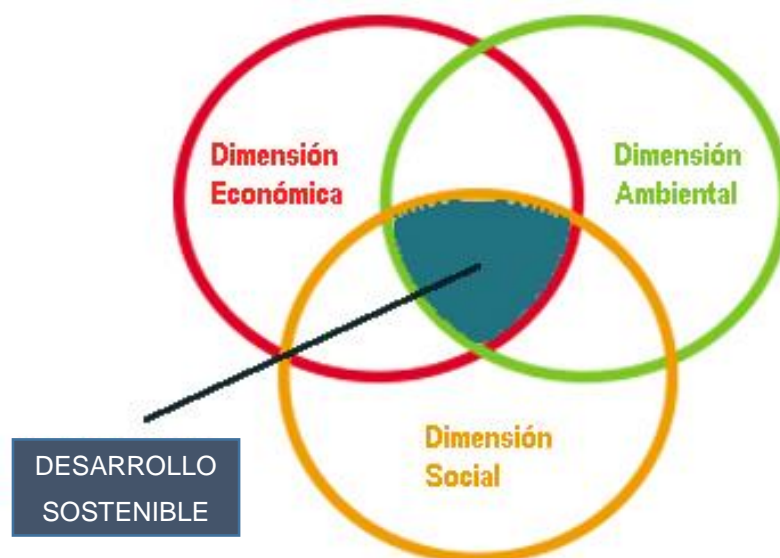 Dimensión
Económica
Dimensión
Ambiental
Dimensión
Social
DESARROLLO
SOSTENIBLE